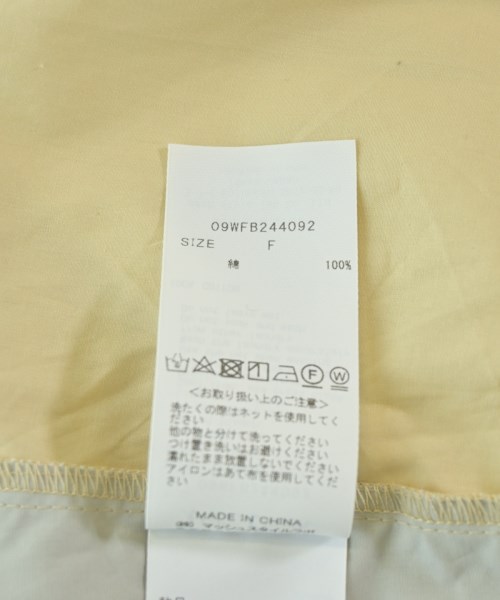 09WFB244092
SIZE F
綿 100%
F W
<お取り扱い上のご注意>
洗たくの際はネットを使用してく
ださい
他の物と分けて洗ってください
つけ置き洗いはお避けください
濡れたまま放置しないでください
アイロンはあて布を使用してくだ
さい
MADE IN CHINA